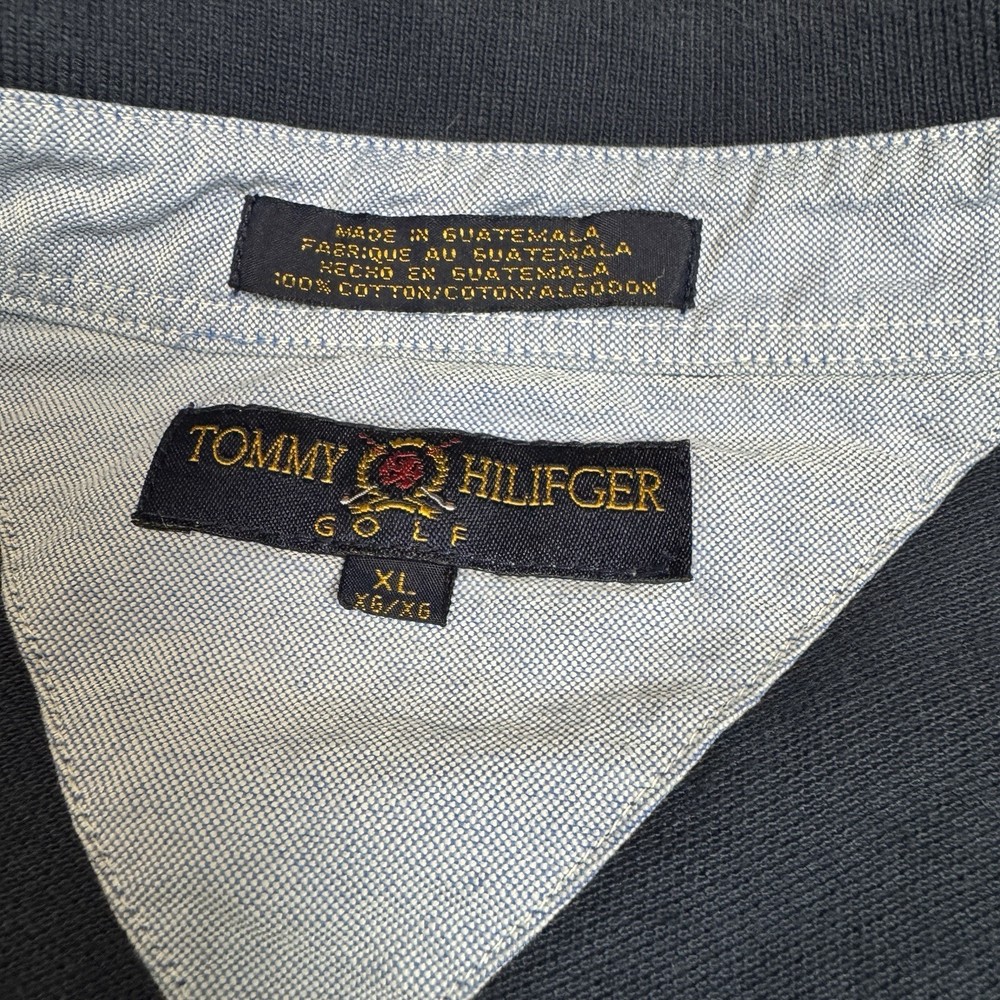 MADE IN GUATEMALA
FABRIQUE AU GUATEMALA
HECHO EN GUATEMALA
100% COTTON/COTON/ALGODON
TOMMY HILIFGER
GOLF
XL
XG/XG